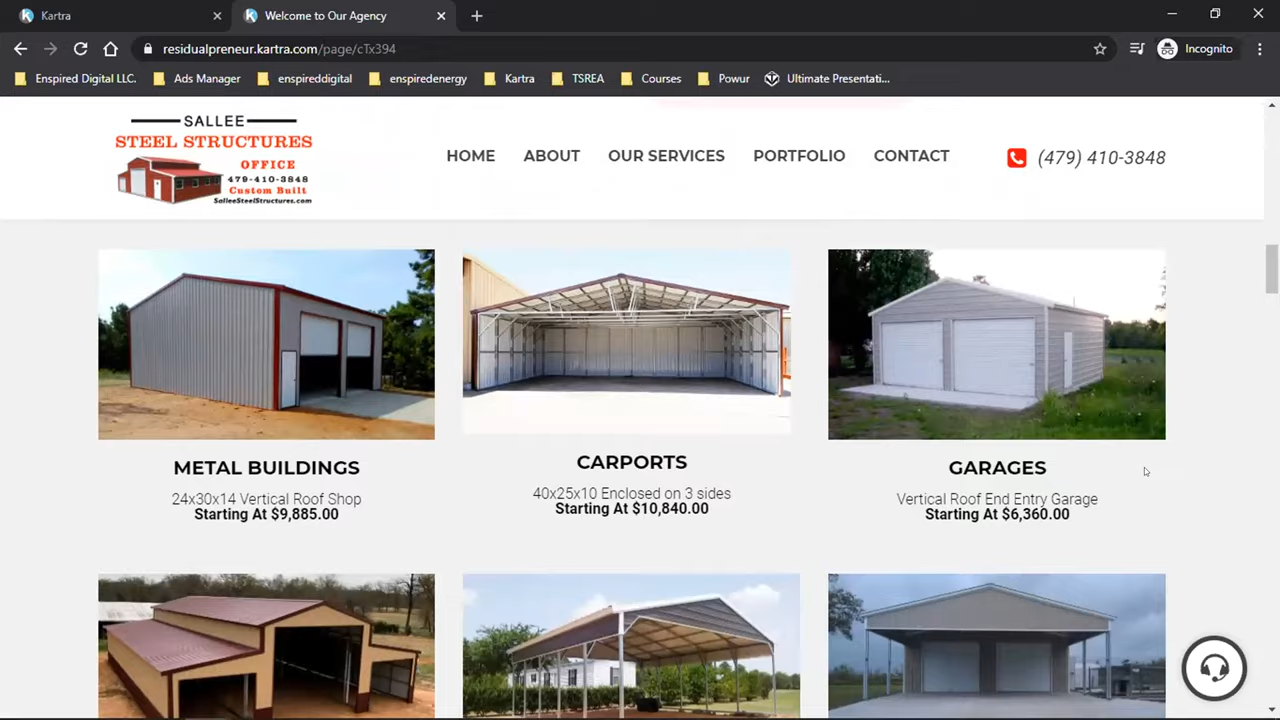 Kartra
Welcome to Our Agency
residualpreneur.kartra.com/page/cTx394
Incognito
Enspired Digital LLC.
Ads Manager
enspireddigital
enspiredenergy
Kartra
TSREA
Courses
Powur
Ultimate Presentati...
SALLEE
STEEL STRUCTURES
OFFICE
479-410-3848
Custom Built
SalleeSteelStructures.com
HOME
ABOUT
OUR SERVICES
PORTFOLIO
CONTACT
(479) 410-3848
METAL BUILDINGS
24x30x14 Vertical Roof Shop
Starting At $9,885.00
CARPORTS
40x25x10 Enclosed on 3 sides
Starting At $10,840.00
GARAGES
Vertical Roof End Entry Garage
Starting At $6,360.00